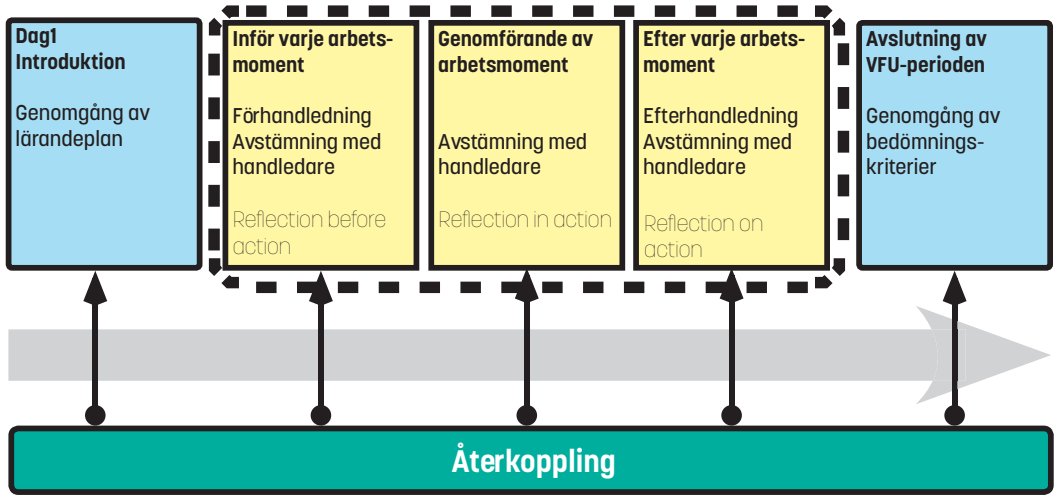 Dag1
Introduktion
Genomgång av
lärandeplan
Inför varje arbets-
moment
Förhandledning
Avstämning med
handledare
Reflection before
action
Genomförande av
arbetsmoment
Avstämning med
handledare
Reflection in action
Efter varje arbets-
moment
Efterhandledning
Avstämning med
handledare
Reflection on
action
Avslutning av
VFU-perioden
Genomgång av
bedömnings-
kriterier
Återkoppling